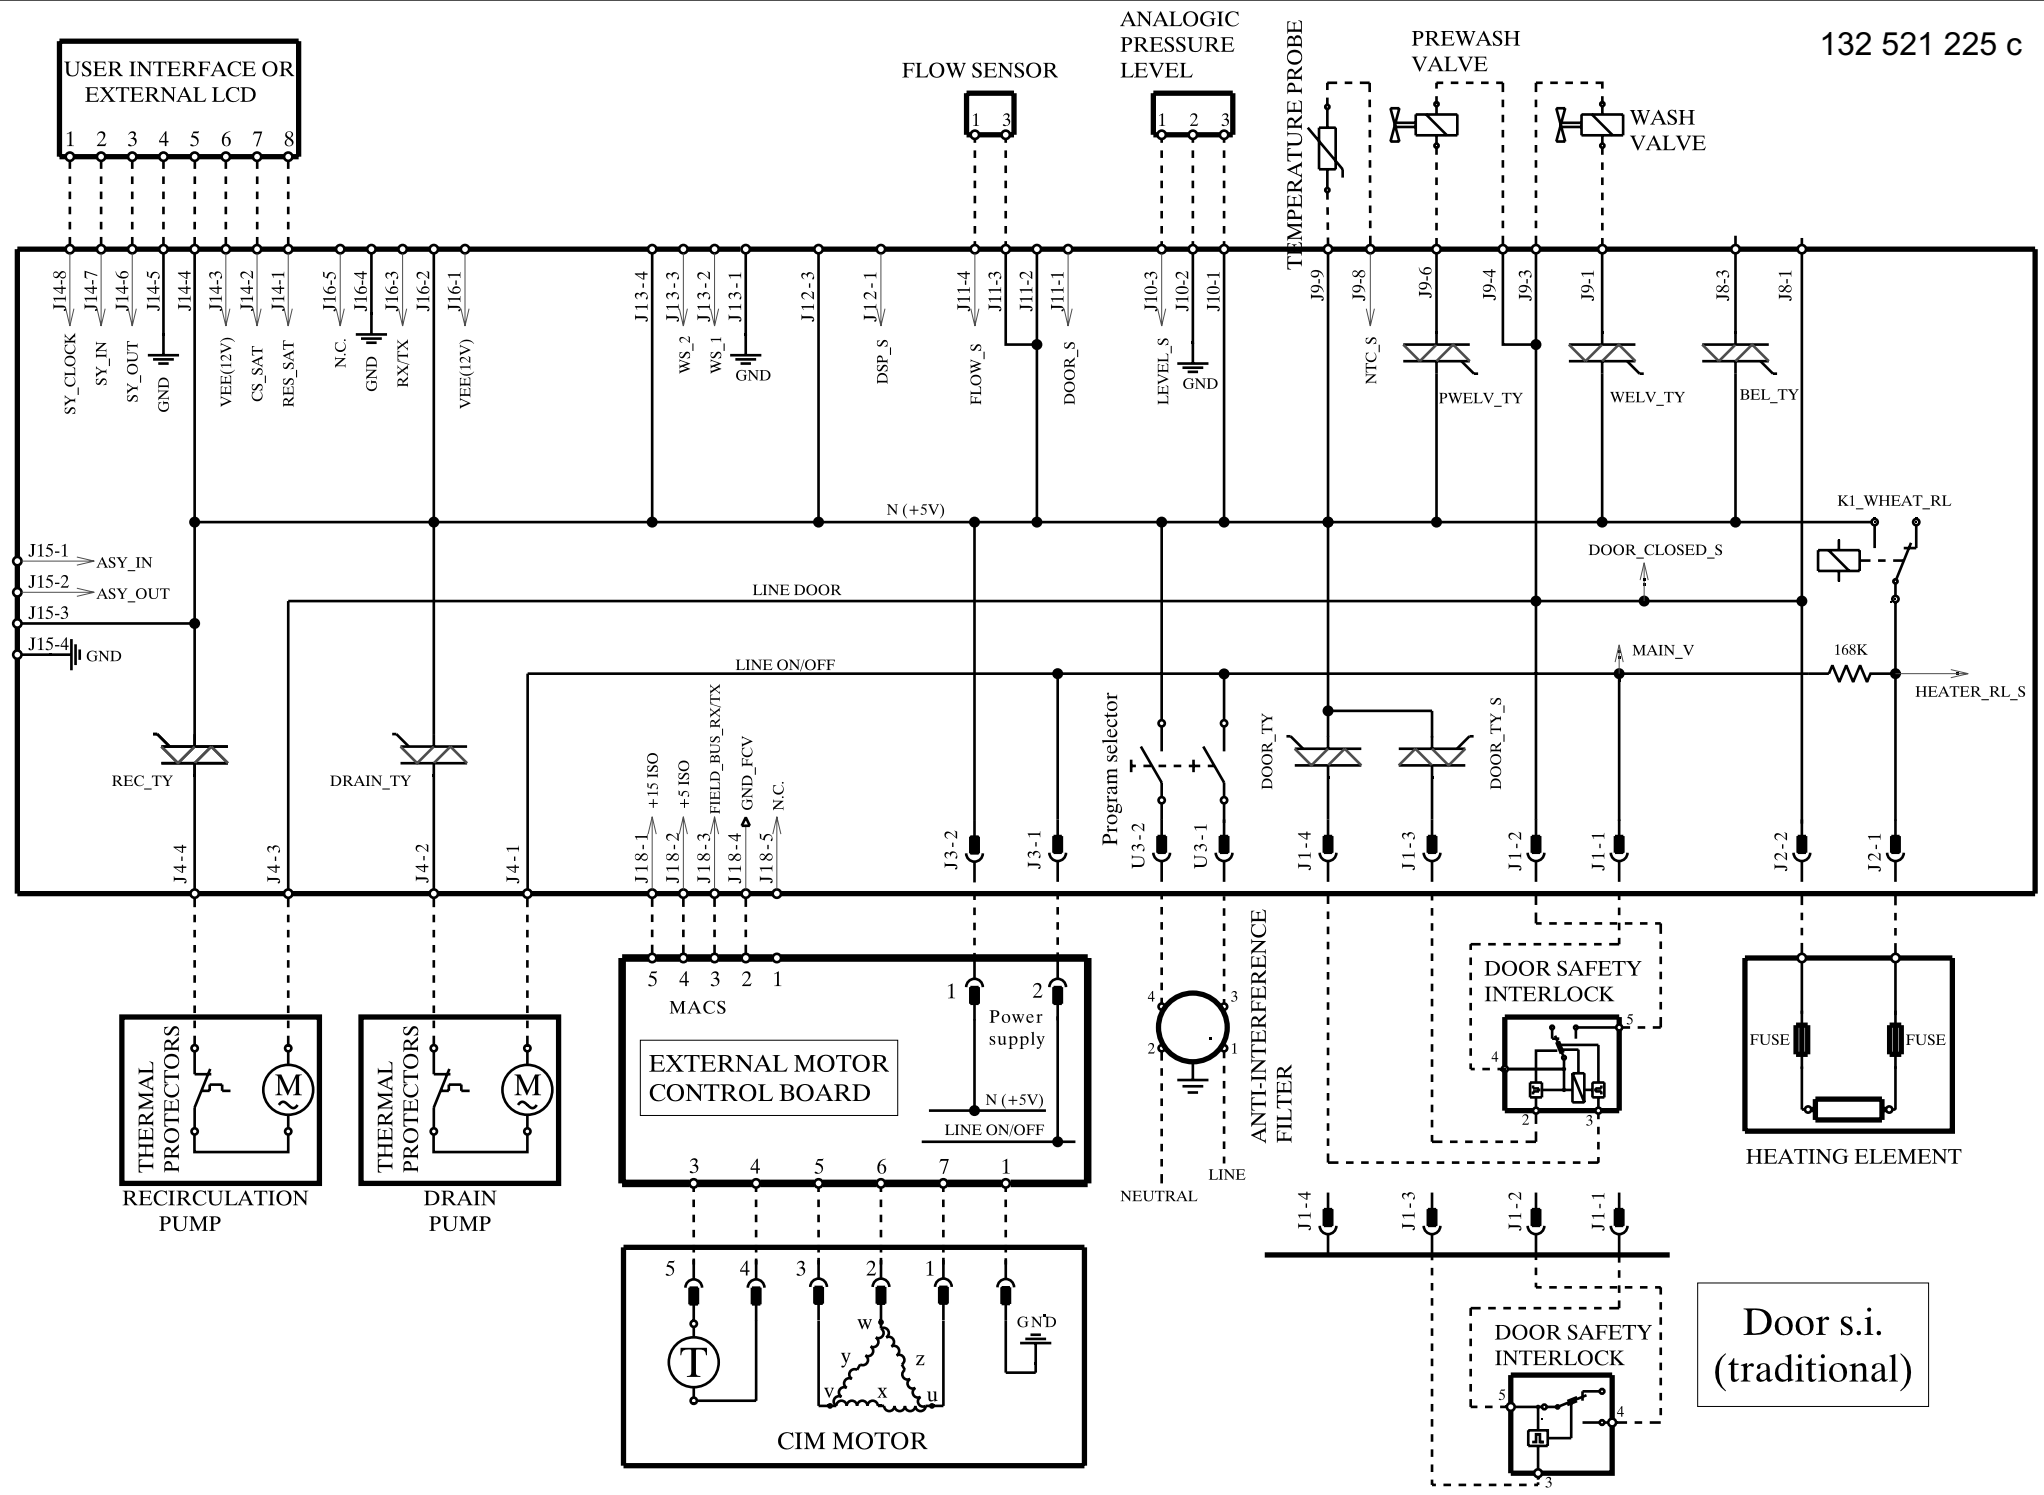 132 521 225 c
USER INTERFACE OR
EXTERNAL LCD
1 2 3 4 5 6 7 8
FLOW SENSOR
1 3
ANALOGIC
PRESSURE
LEVEL
1 2 3
TEMPERATURE PROBE
PREWASH
VALVE
WASH
VALVE
J14-8
J14-7
J14-6
J14-5
J14-4
J14-3
J14-2
J14-1
J16-5
J16-4
J16-3
J16-2
J16-1
J13-4
J13-3
J13-2
J13-1
J12-3
J12-1
J11-4
J11-3
J11-2
J11-1
J10-3
J10-2
J10-1
J9-9
J9-8
J9-6
J9-4
J9-3
J9-1
J8-3
J8-1
SY_CLOCK
SY_IN
SY_OUT
GND
VEE(12V)
CS_SAT
RES_SAT
N.C.
GND
RX/TX
VEE(12V)
WS_2
WS_1
GND
DSP_S
FLOW_S
DOOR_S
LEVEL_S
GND
NTC_S
PWELV_TY
WELV_TY
BEL_TY
N (+5V)
K1_WHEAT_RL
J15-1
ASY_IN
J15-2
ASY_OUT
J15-3
J15-4
GND
LINE DOOR
DOOR_CLOSED_S
LINE ON/OFF
MAIN_V
168K
HEATER_RL_S
REC_TY
DRAIN_TY
+15 ISO
+5 ISO
FIELD_BUS_RX/TX
GND_FCV
N.C.
Program selector
DOOR_TY
DOOR_TY_S
J4-4
J4-3
J4-2
J4-1
J18-1
J18-2
J18-3
J18-4
J18-5
J3-2
J3-1
U3-2
U3-1
J1-4
J1-3
J1-2
J1-1
J2-2
J2-1
THERMAL
PROTECTORS
M
RECIRCULATION
PUMP
THERMAL
PROTECTORS
M
DRAIN
PUMP
5 4 3 2 1
MACS
1 2
Power
supply
EXTERNAL MOTOR
CONTROL BOARD
N (+5V)
LINE ON/OFF
3 4 5 6 7 1
4 3
2 1
NEUTRAL
LINE
ANTI-INTERFERENCE
FILTER
DOOR SAFETY
INTERLOCK
5
4
2 3
FUSE
FUSE
HEATING ELEMENT
5 4 3 2 1
T
w
y z
v x u
GND
CIM MOTOR
J1-4
J1-3
J1-2
J1-1
DOOR SAFETY
INTERLOCK
5
4
3
Door s.i.
(traditional)